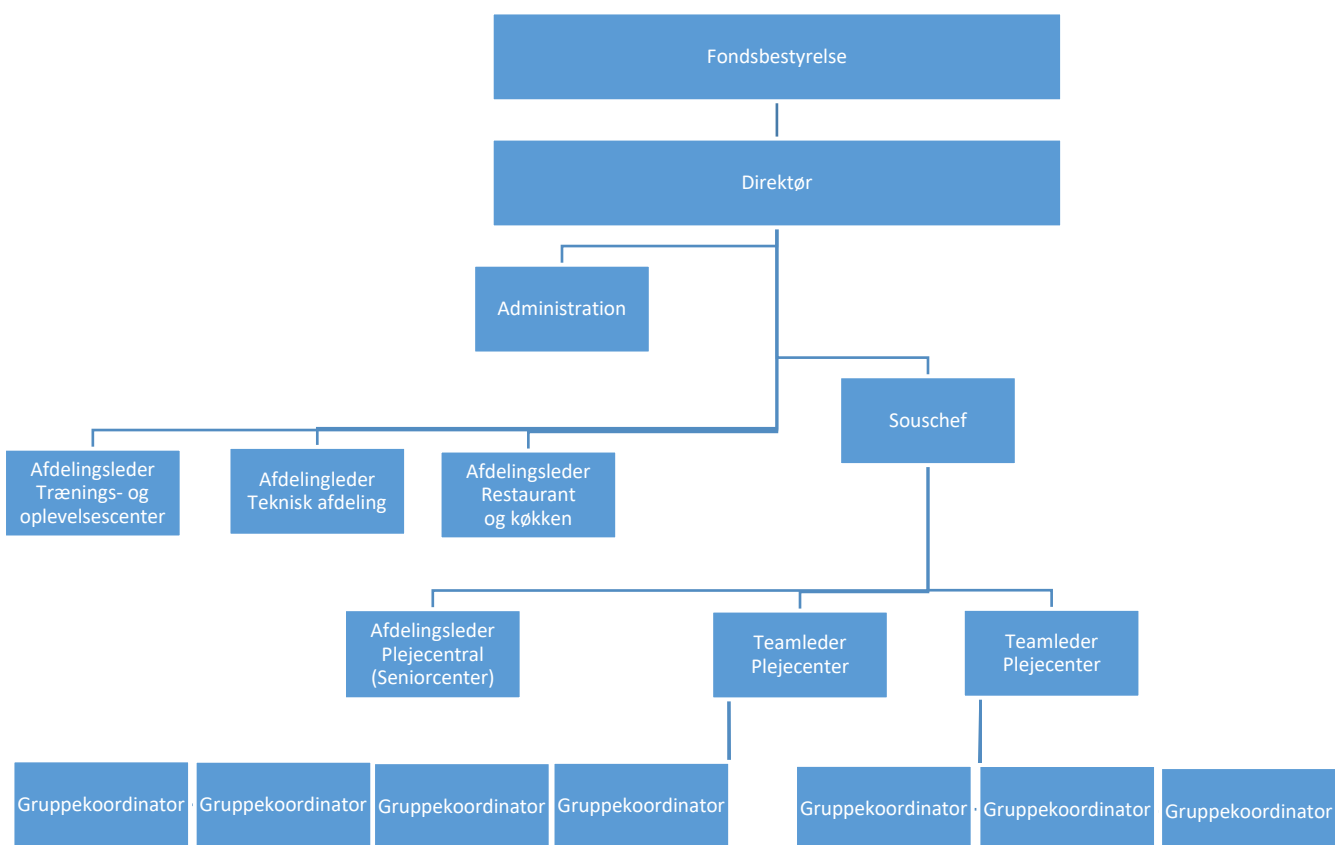 Fondsbestyrelse
Direktør
Administration
Souschef
Afdelingsleder
Trænings- og
oplevelsescenter
Afdelingleder
Teknisk afdeling
Afdelingsleder
Restaurant
og køkken
Afdelingsleder
Plejecentral
(Seniorcenter)
Teamleder
Plejecenter
Teamleder
Plejecenter
Gruppekoordinator
Gruppekoordinator
Gruppekoordinator
Gruppekoordinator
Gruppekoordinator
Gruppekoordinator
Gruppekoordinator